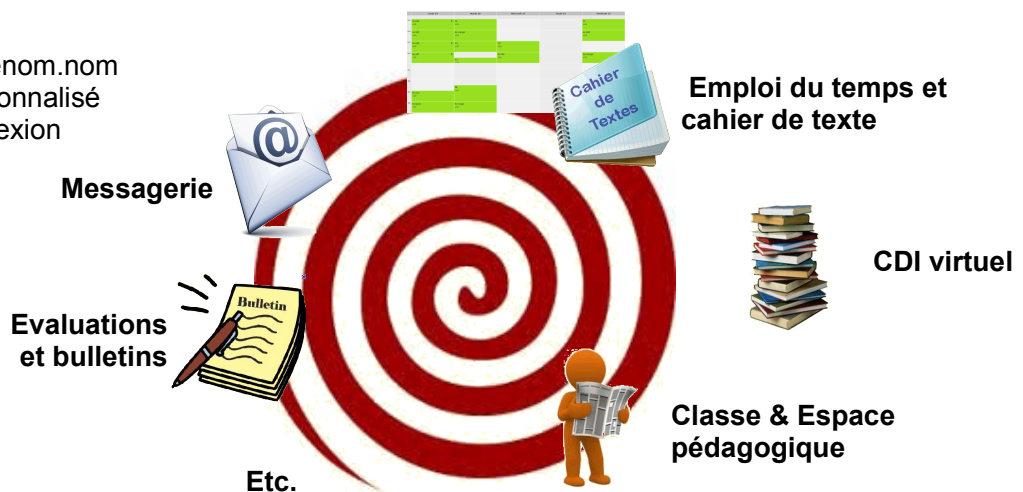 énom.nom
onnalisé
exion
Emploi du temps et
cahier de texte
Cahier
de
Textes
Messagerie
@
CDI virtuel
Bulletin
Evaluations
et bulletins
Classe & Espace
pédagogique
Etc.